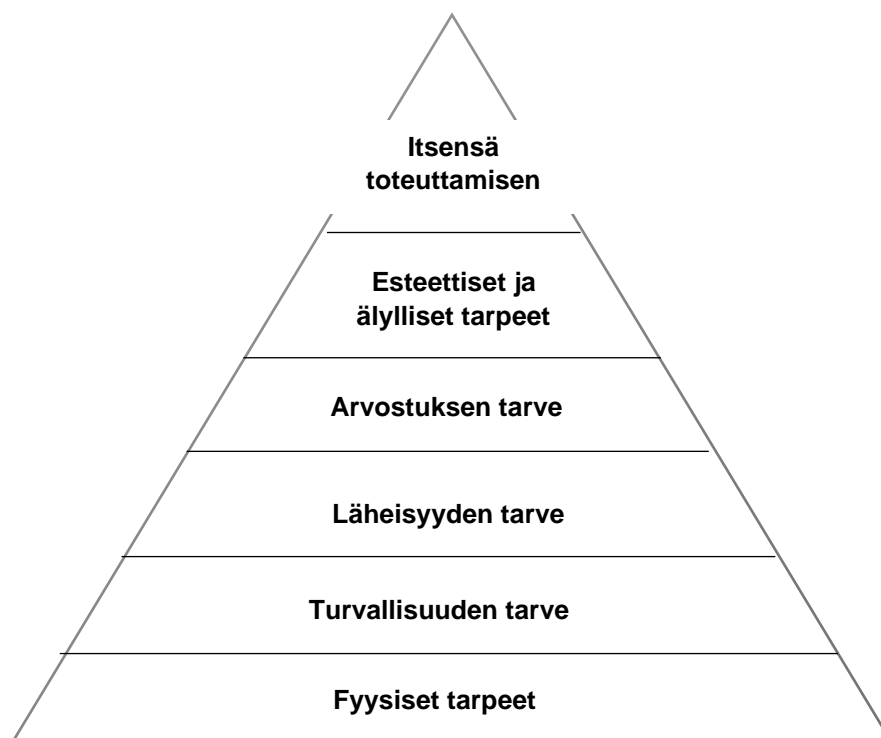 Itsensä
toteuttamisen
Esteettiset ja
älylliset tarpeet
Arvostuksen tarve
Läheisyyden tarve
Turvallisuuden tarve
Fyysiset tarpeet